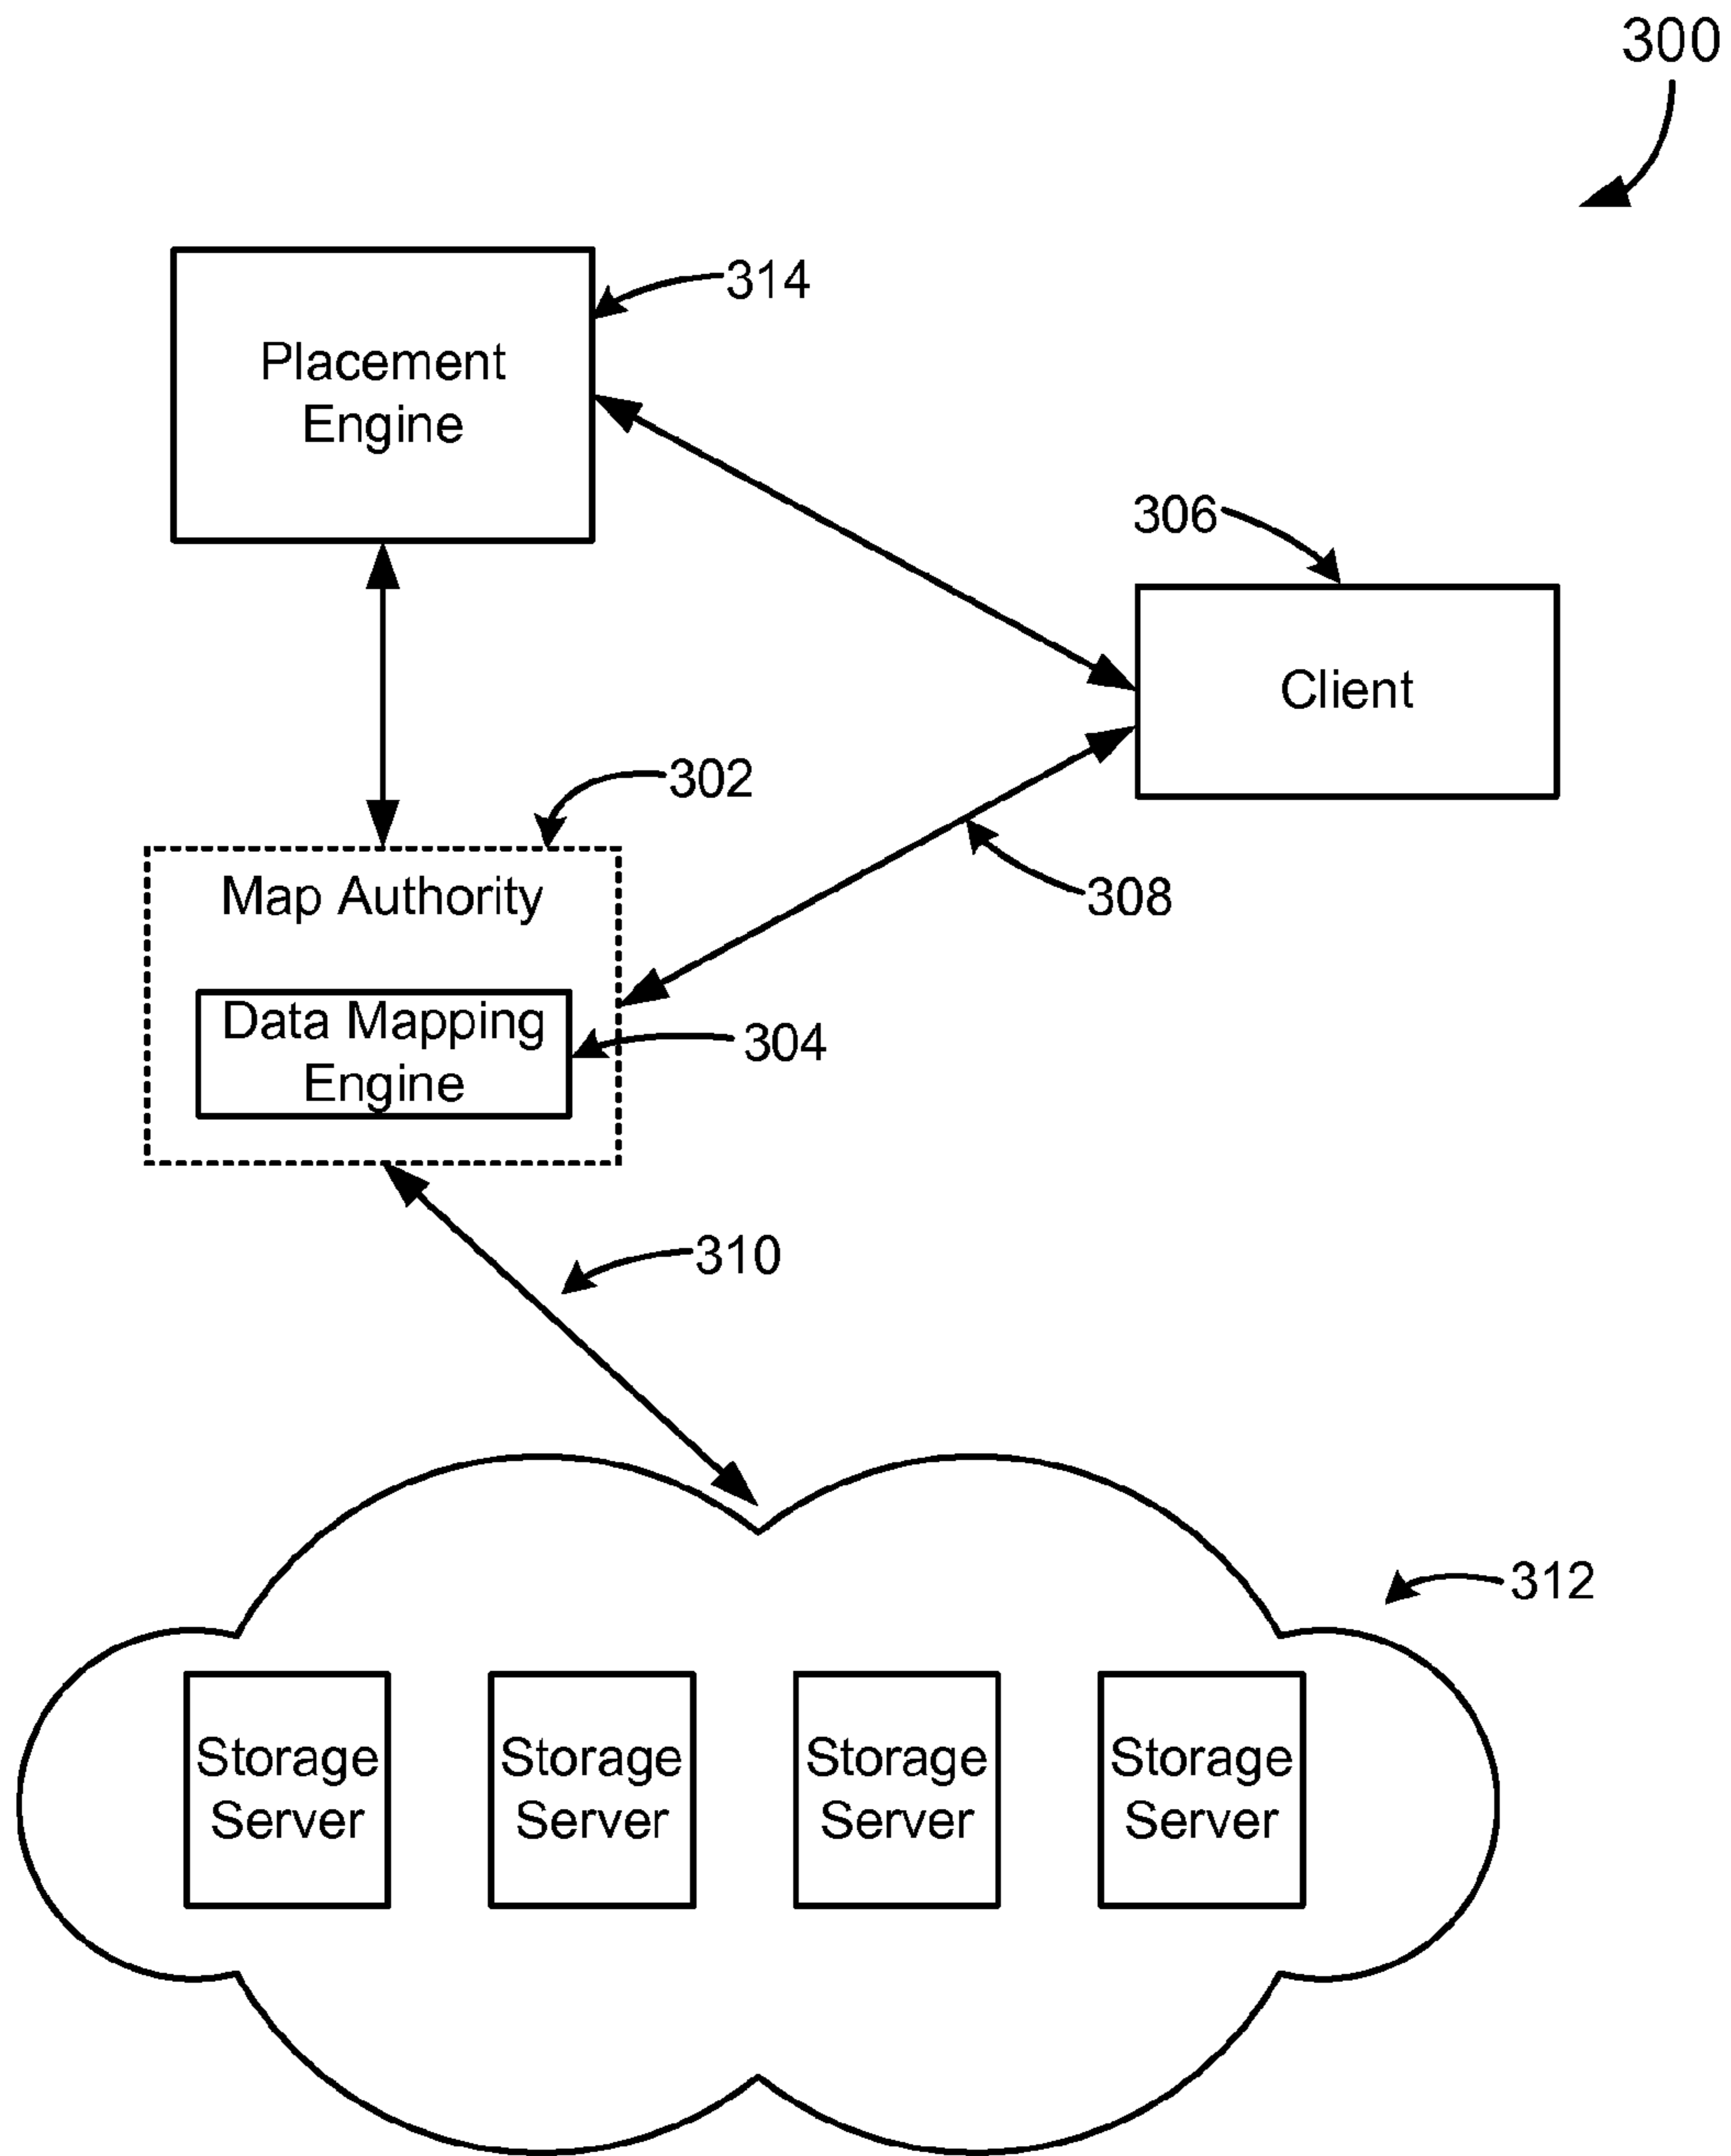 300
314
Placement
Engine
306
Client
302
Map Authority
308
Data Mapping
Engine
304
310
312
Storage
Server
Storage
Server
Storage
Server
Storage
Server